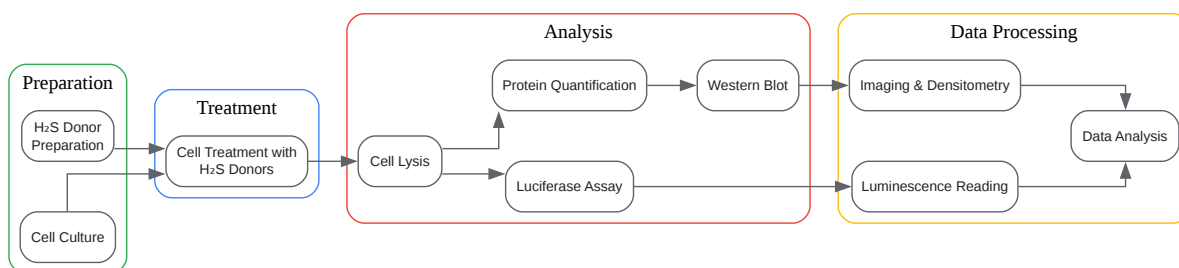 Preparation
H₂S Donor
Preparation
Cell Culture
Treatment
Cell Treatment with
H₂S Donors
Analysis
Cell Lysis
Protein Quantification
Western Blot
Luciferase Assay
Data Processing
Imaging & Densitometry
Luminescence Reading
Data Analysis